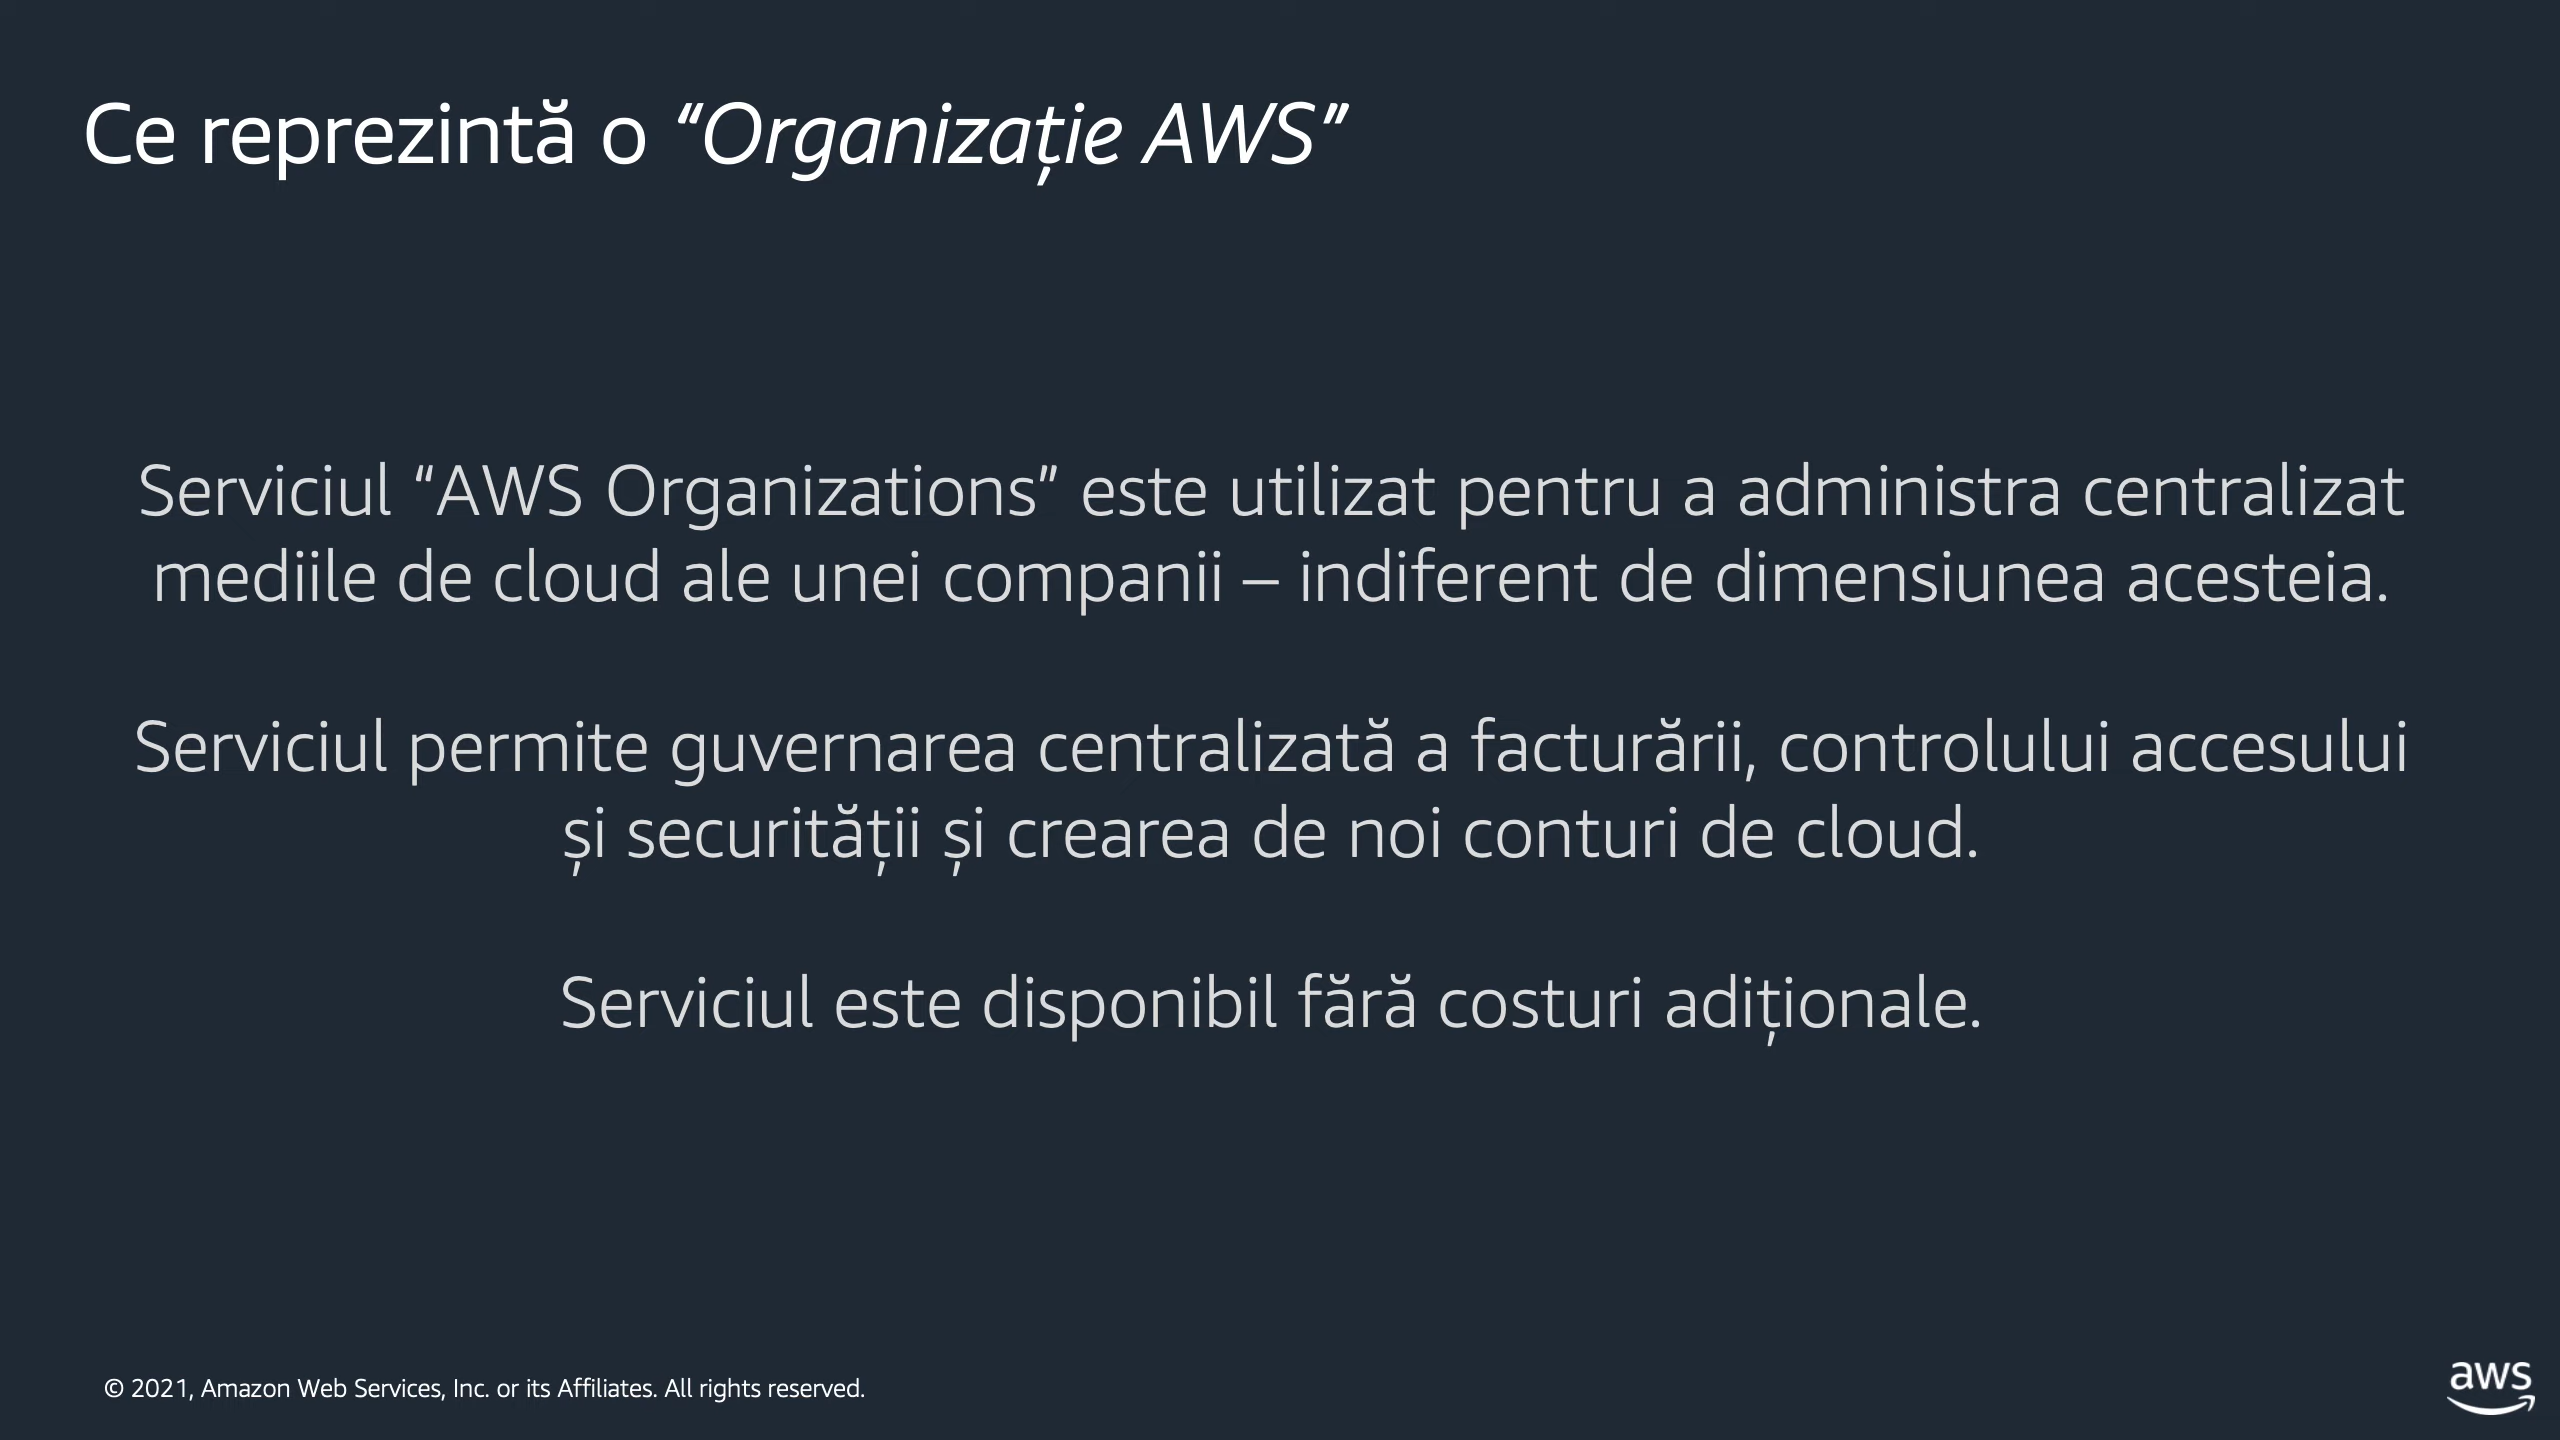 Ce reprezintă o “Organizație AWS”
Serviciul “AWS Organizations” este utilizat pentru a administra centralizat
mediile de cloud ale unei companii – indiferent de dimensiunea acesteia.
Serviciul permite guvernarea centralizată a facturării, controlului accesului
și securității și crearea de noi conturi de cloud.
Serviciul este disponibil fără costuri adiționale.
© 2021, Amazon Web Services, Inc. or its Affiliates. All rights reserved.
aws